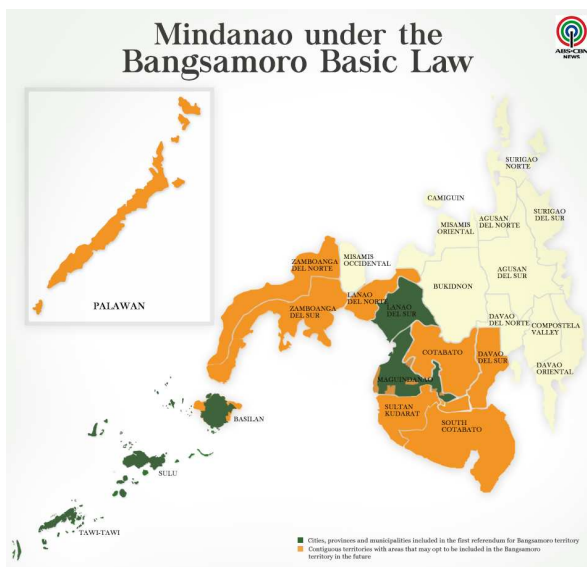 Mindanao under the
Bangsamoro Basic Law
ABS-CBN
NEWS
SURIGAO
NORTE
CAMIGUIN
MISAMIS
ORIENTAL
AGUSAN
DEL NORTE
SURIGAO
DEL SUR
MISAMIS
OCCIDENTAL
ZAMBOANGA
DEL NORTE
AGUSAN
DEL SUR
BUKIDNON
LANAO
DEL NORTE
LANAO
DEL SUR
PALAWAN
ZAMBOANGA
DEL SUR
DAVAO
DEL NORTE
COMPOSTELA
VALLEY
COTABATO
DAVAO
DEL SUR
DAVAO
ORIENTAL
MAGUINDANAO
SULTAN
KUDARAT
SOUTH
COTABATO
BASILAN
SULU
TAWI-TAWI
Cities, provinces and municipalities included in the first referendum for Bangsamoro territory
Contiguous territories with areas that may opt to be included in the Bangsamoro
territory in the future